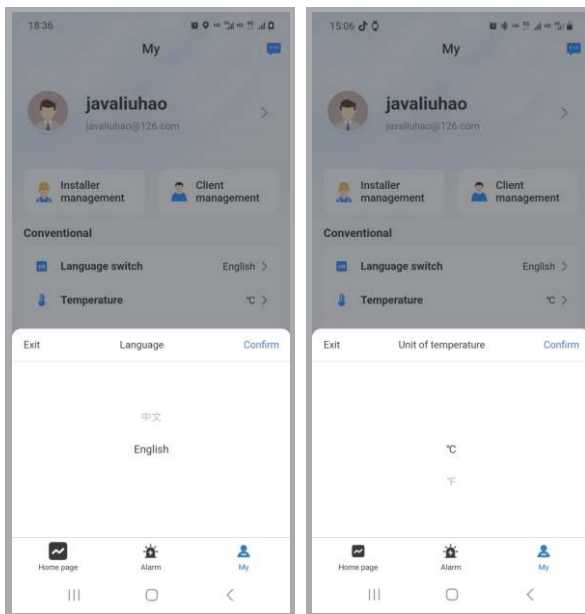 18:36
My
javaliuhao
javaliuhao@126.com
Installer management
Client management
Conventional
Language switch
English
Temperature
℃
Exit
Language
Confirm
中文
English
Home page
Alarm
My
15:06
My
javaliuhao
javaliuhao@126.com
Installer management
Client management
Conventional
Language switch
English
Temperature
℃
Exit
Unit of temperature
Confirm
℃
℉
Home page
Alarm
My